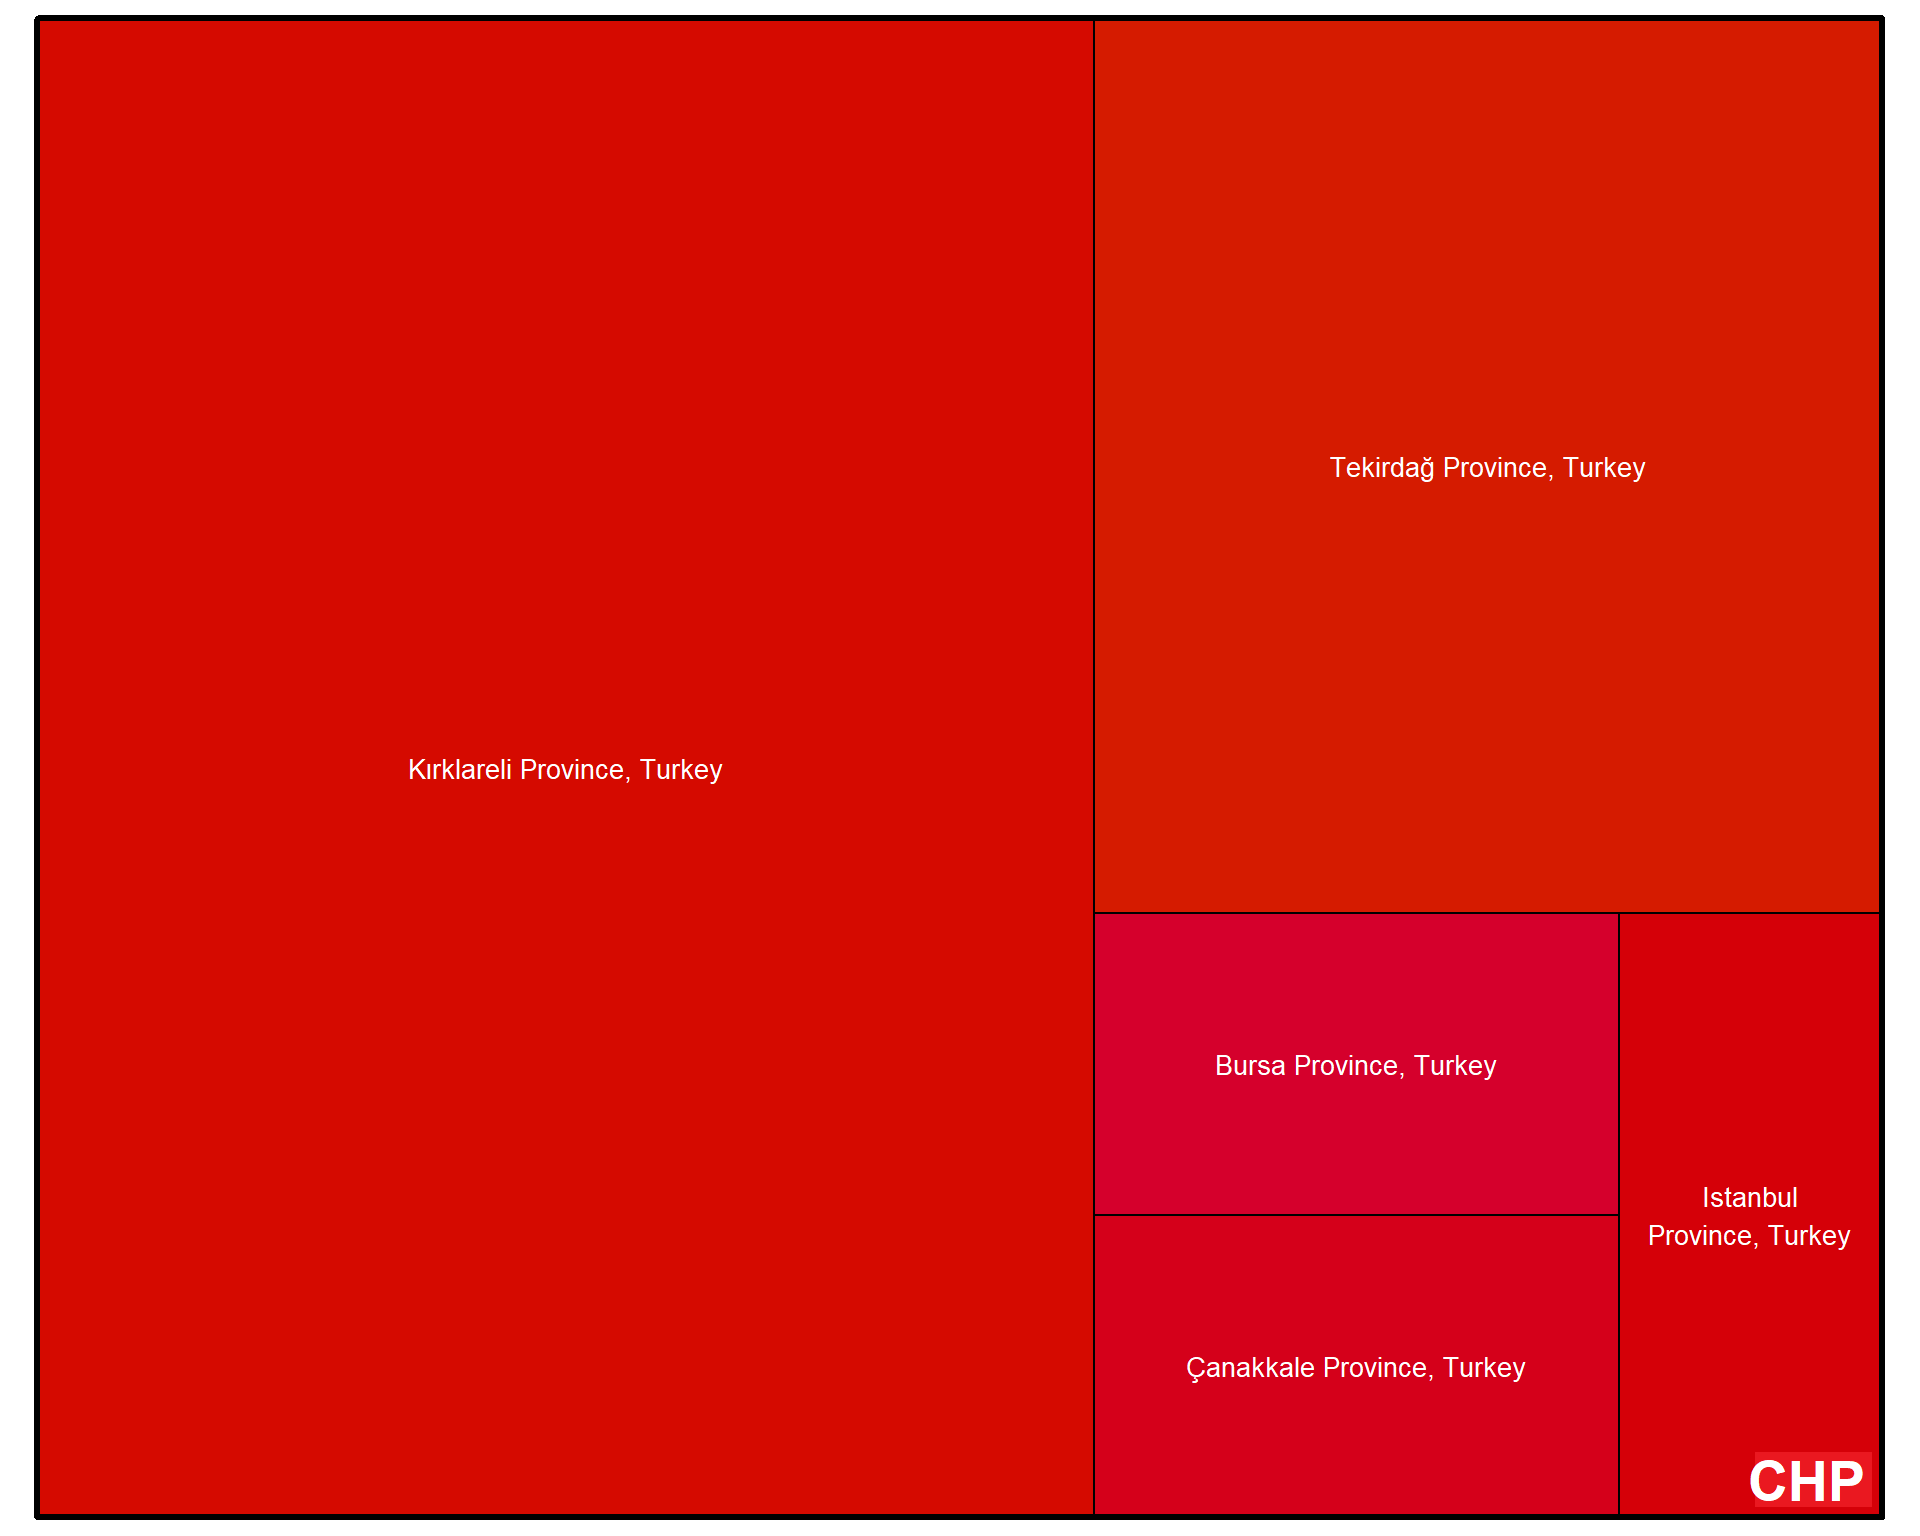 Kırklareli Province, Turkey
Tekirdağ Province, Turkey
Bursa Province, Turkey
Çanakkale Province, Turkey
Istanbul
Province, Turkey
CHP